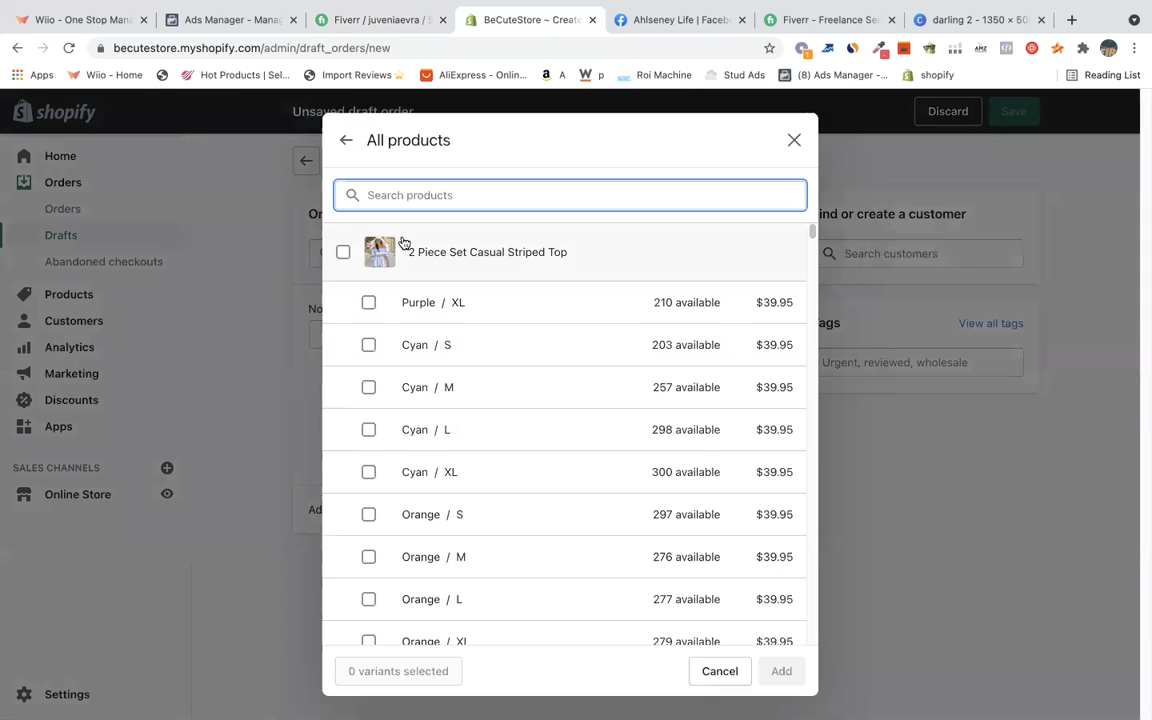 Wiio - One Stop Mana
Ads Manager - Manag
Fiverr / juveniaevra / S
BeCuteStore ~ Create
Ahlseney Life | Facebo
Fiverr - Freelance Ser
darling 2 - 1350 × 50
becutestore.myshopify.com/admin/draft_orders/new
Apps
Wiio - Home
Hot Products | Sel...
Import Reviews
AliExpress - Onlin...
A
p
Roi Machine
Stud Ads
(8) Ads Manager -...
shopify
Reading List
shopify
Unsaved draft order
Discard
Save
Home
Orders
Orders
Drafts
Abandoned checkouts
Products
Customers
Analytics
Marketing
Discounts
Apps
SALES CHANNELS
Online Store
Settings
All products
Search products
2 Piece Set Casual Striped Top
Purple / XL 210 available $39.95
Cyan / S 203 available $39.95
Cyan / M 257 available $39.95
Cyan / L 298 available $39.95
Cyan / XL 300 available $39.95
Orange / S 297 available $39.95
Orange / M 276 available $39.95
Orange / L 277 available $39.95
Orange / XL 279 available $39.95
0 variants selected
Cancel
Add
ind or create a customer
Search customers
Tags
View all tags
Urgent, reviewed, wholesale